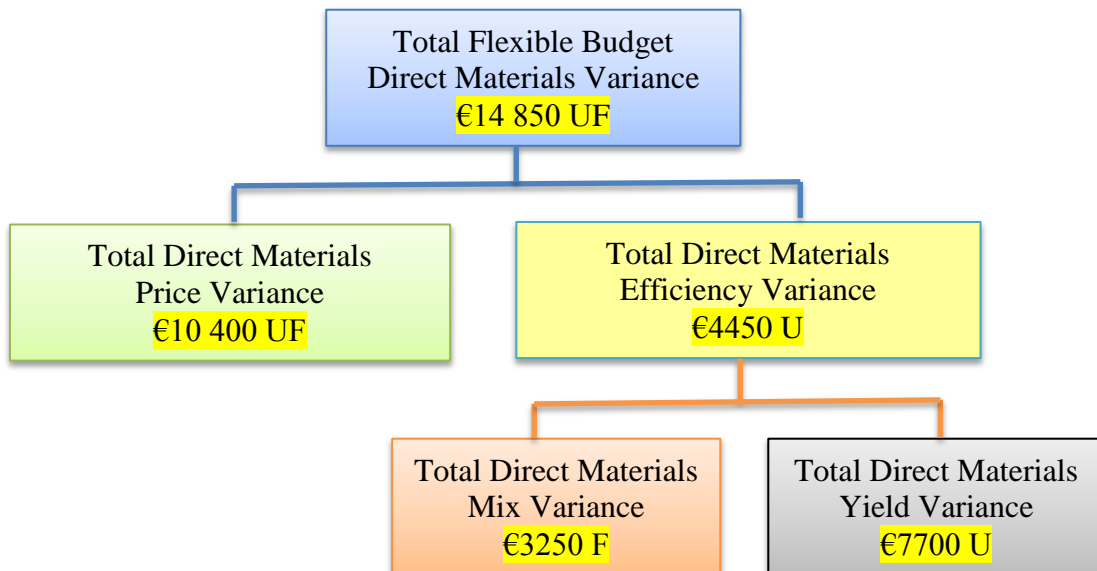 Total Flexible Budget
Direct Materials Variance
€14 850 UF
Total Direct Materials
Price Variance
€10 400 UF
Total Direct Materials
Efficiency Variance
€4450 U
Total Direct Materials
Mix Variance
€3250 F
Total Direct Materials
Yield Variance
€7700 U